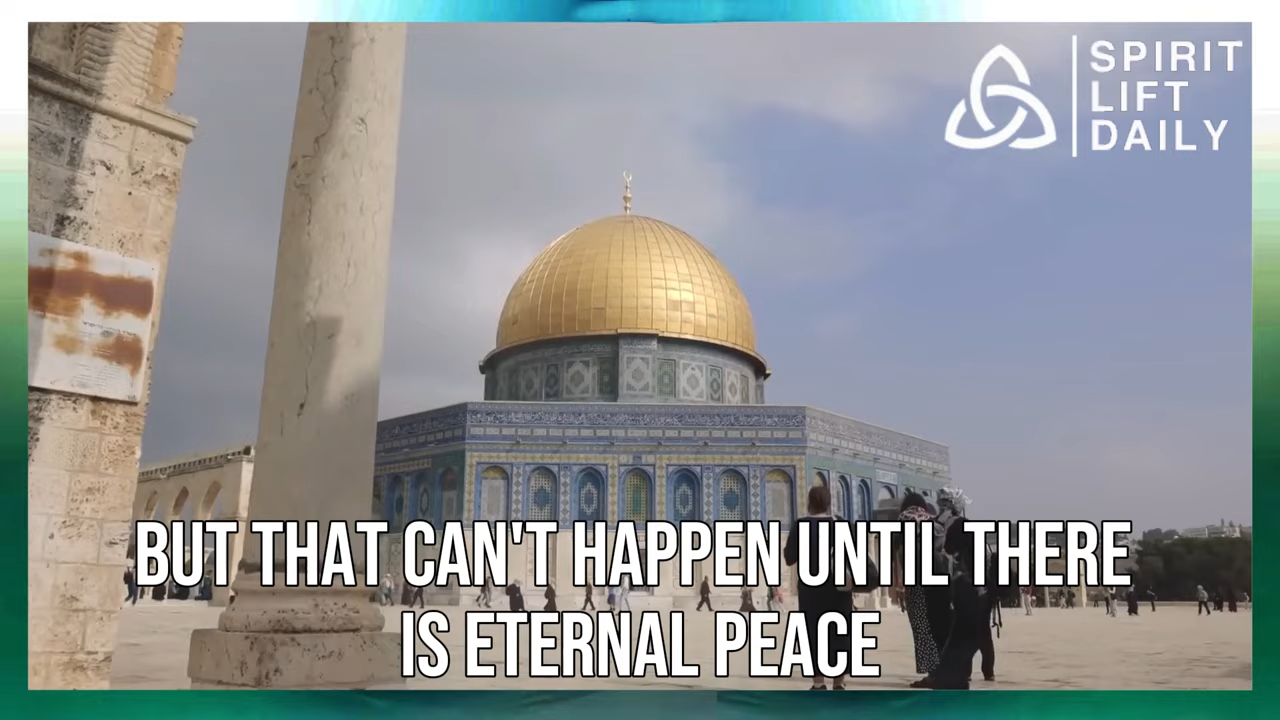 SPIRIT
LIFT
DAILY
BUT THAT CAN'T HAPPEN UNTIL THERE
IS ETERNAL PEACE